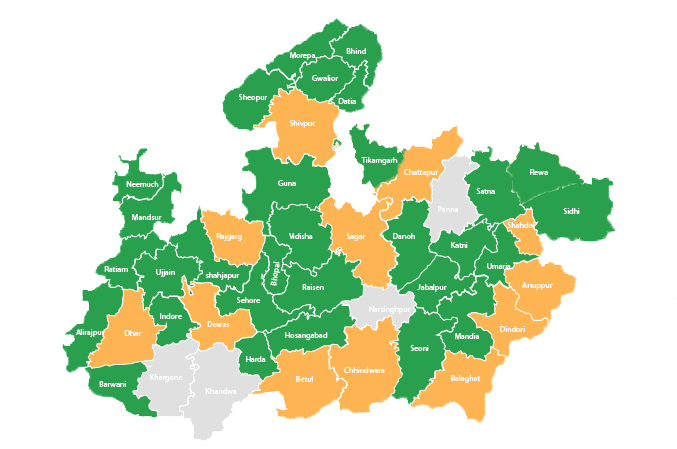 Morepa
Bhind
Gwalior
Sheopur
Datia
Shivpur
Tikamgarh
Chattapur
Rewa
Neemuch
Guna
Satna
Panna
Sidhi
Mandsur
Rajgarg
Vidisha
Sagar
Danoh
Shahdol
Katni
Ratiam
Ujjain
shahjapur
Bhopal
Umaria
Raisen
Jabalpur
Anuppur
Sehore
Narsinghpur
Alirajpur
Dhar
Indore
Dewas
Dindori
Hosangabad
Mandia
Seoni
Harda
Chhindwara
Barwani
Khargone
Khandwa
Betul
Balaghat